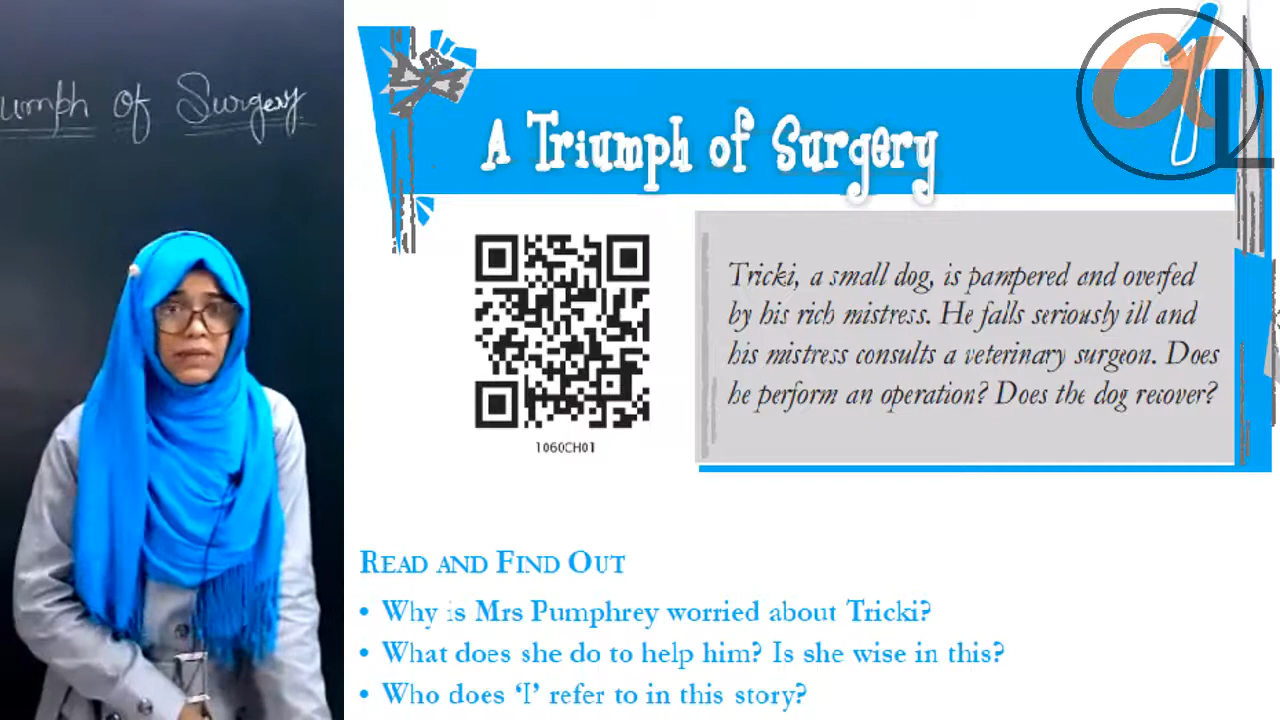 umph of Surgery
A Triumph of Surgery
Tricki, a small dog, is pampered and overfed
by his rich mistress. He falls seriously ill and
his mistress consults a veterinary surgeon. Does
he perform an operation? Does the dog recover?
1060CH01
READ AND FIND OUT
• Why is Mrs Pumphrey worried about Tricki?
• What does she do to help him? Is she wise in this?
• Who does ‘I’ refer to in this story?